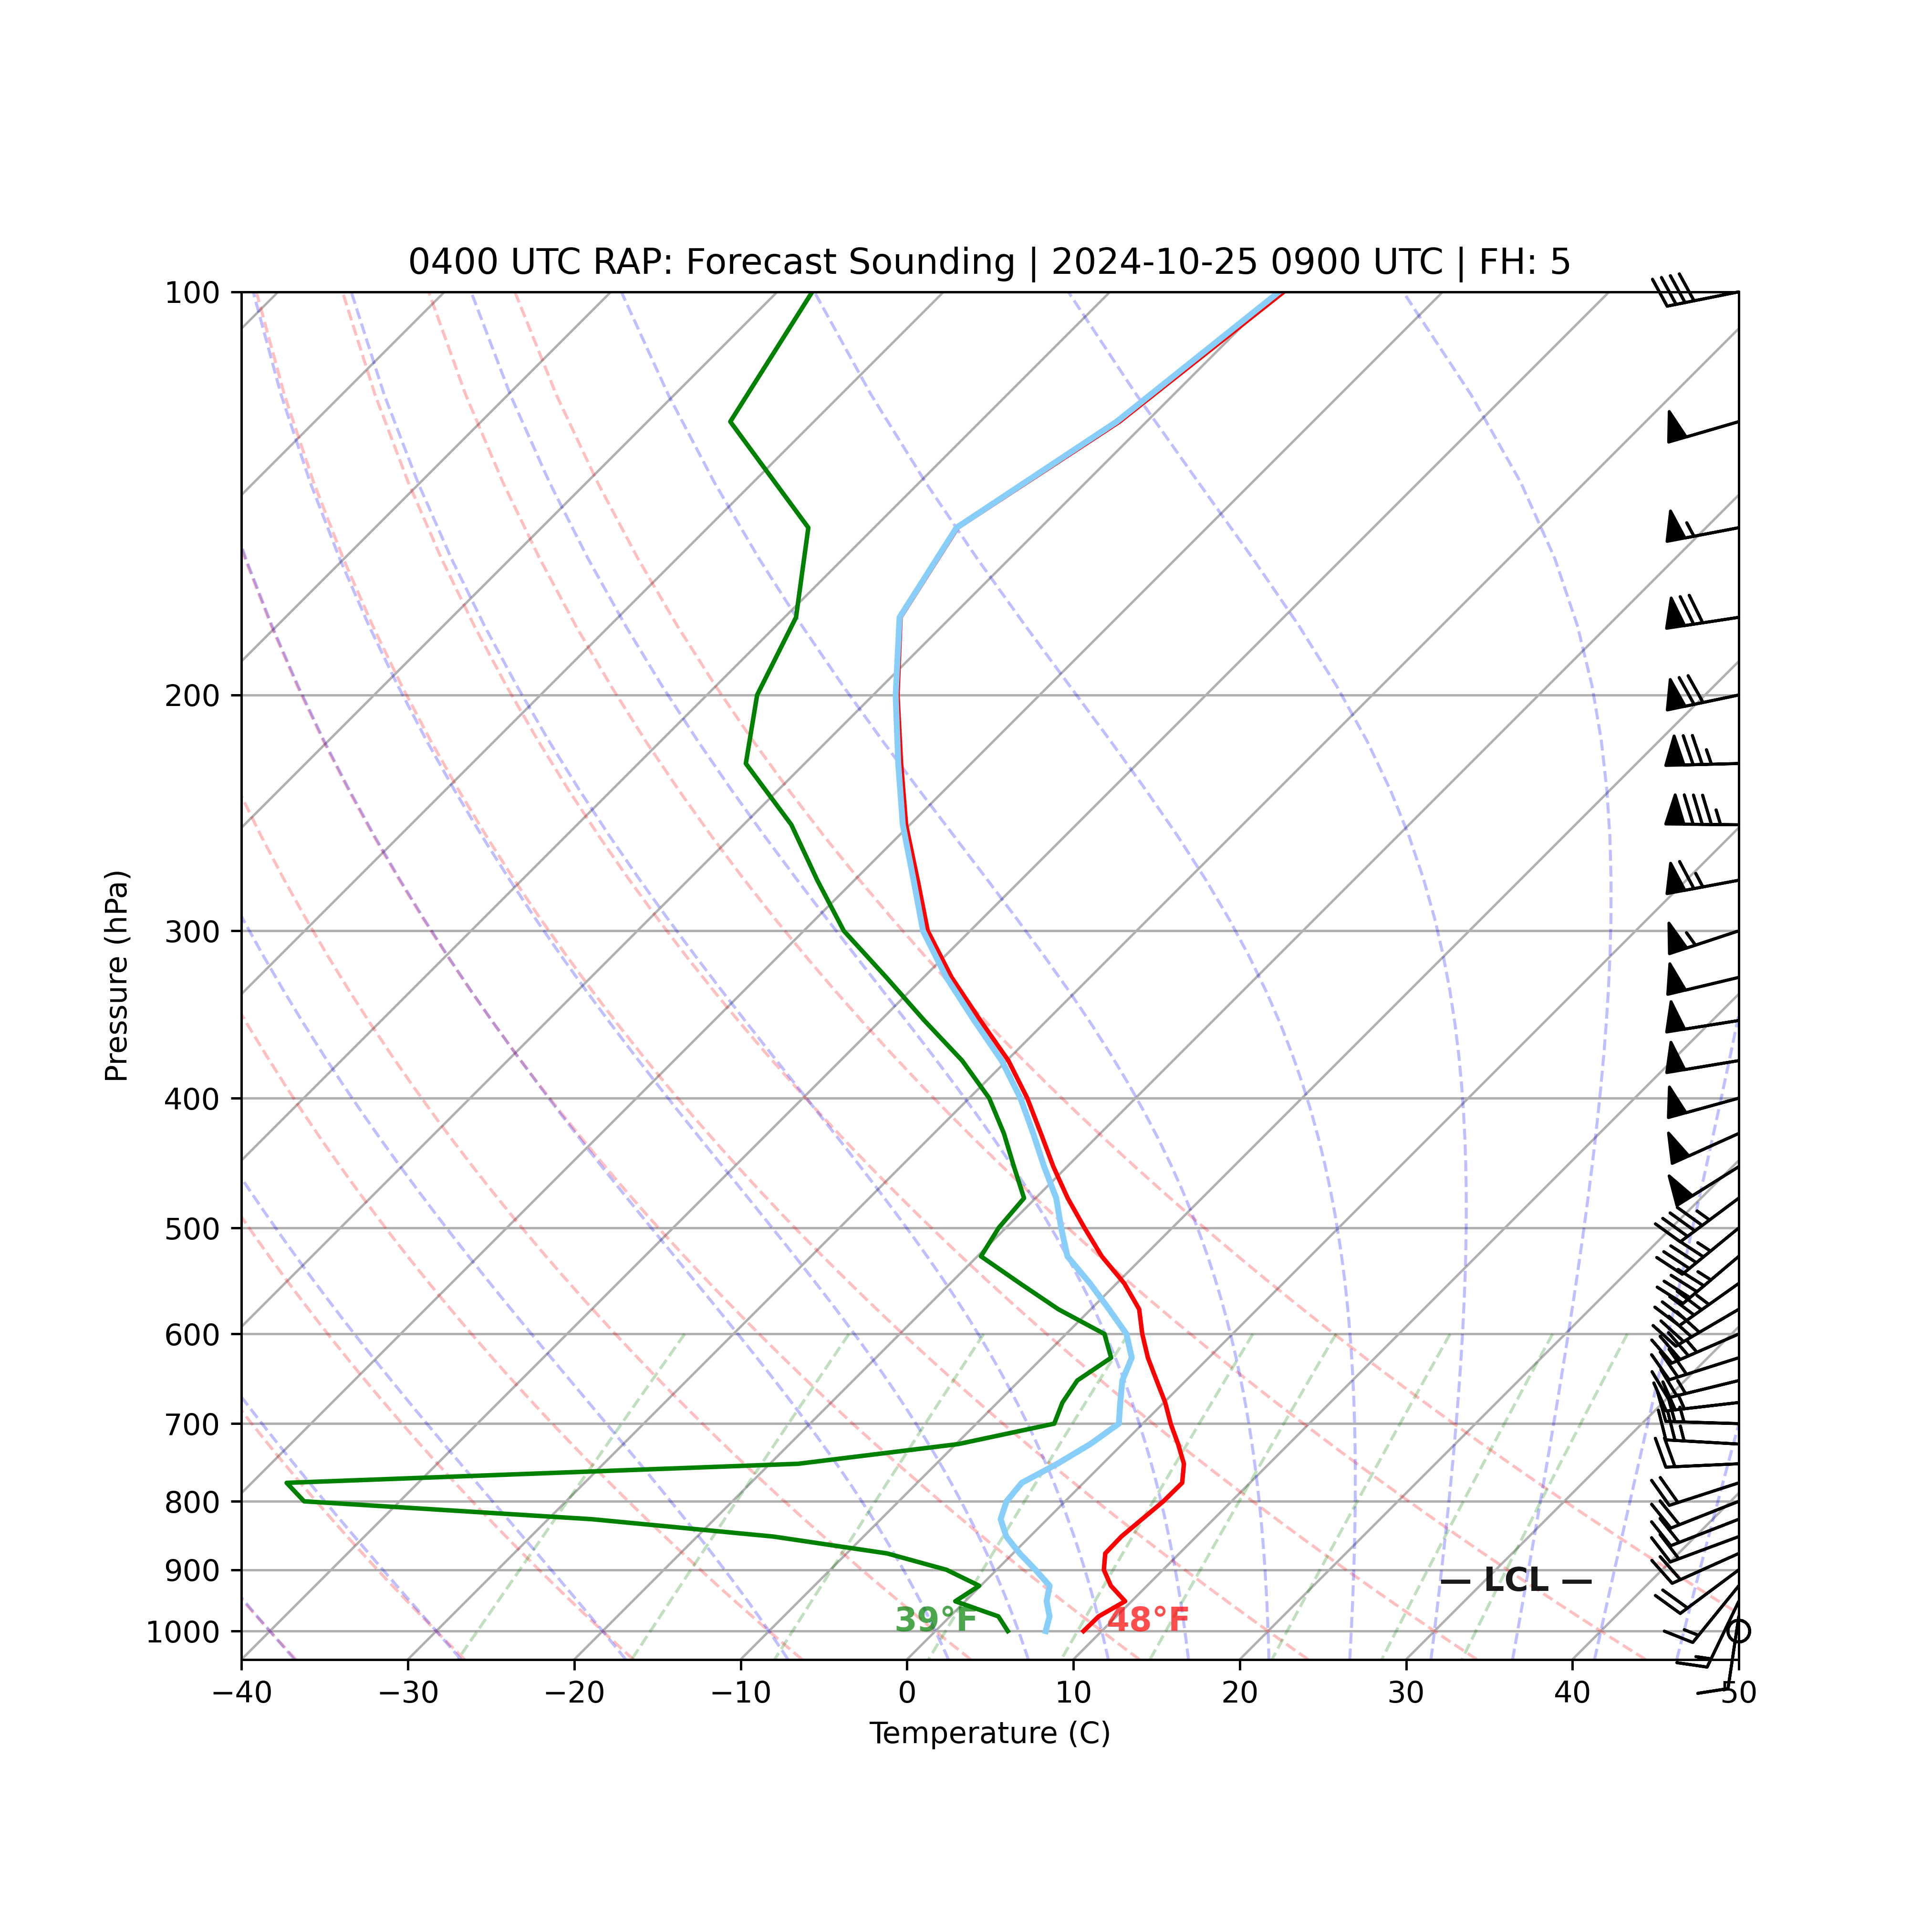 0400 UTC RAP: Forecast Sounding | 2024-10-25 0900 UTC | FH: 5
100
200
300
400
500
600
700
800
900
1000
Pressure (hPa)
— LCL —
39°F
48°F
−40 −30 −20 −10 0 10 20 30 40 50
Temperature (C)